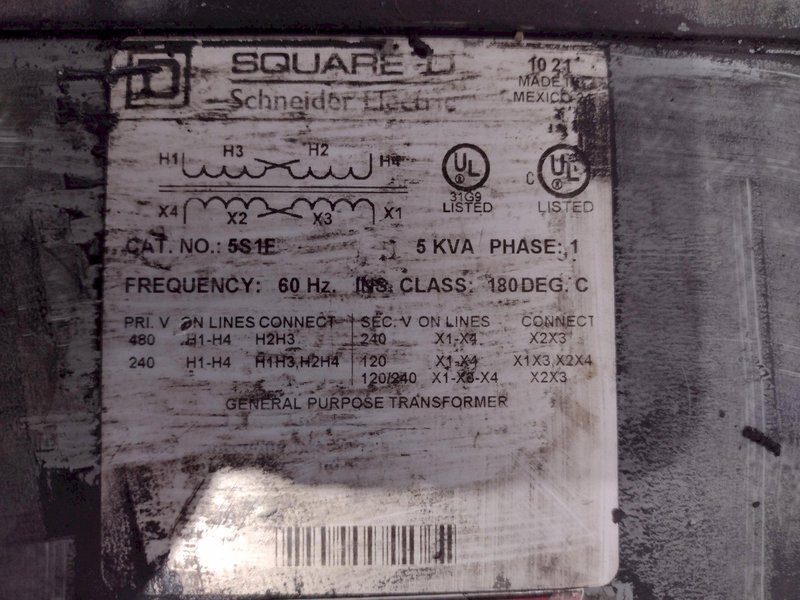 SQUARE D
10 21
Schneider Electric
MADE IN
MEXICO
H1 H3 H2 H4
X4 X2 X3 X1
UL
31G9
LISTED
C UL
LISTED
CAT. NO.: 5S1F 5 KVA PHASE: 1
FREQUENCY: 60 Hz. INS. CLASS: 180 DEG. C
PRI. V ON LINES CONNECT SEC. V ON LINES CONNECT
480 H1-H4 H2H3 240 X1-X4 X2X3
240 H1-H4 H1H3,H2H4 120 X1-X4 X1X3,X2X4
120/240 X1-X3-X4 X2X3
GENERAL PURPOSE TRANSFORMER